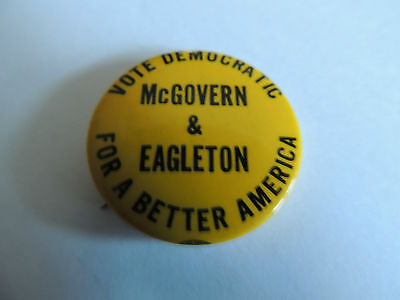 VOTE DEMOCRATIC
McGOVERN
&
EAGLETON
FOR A BETTER AMERICA